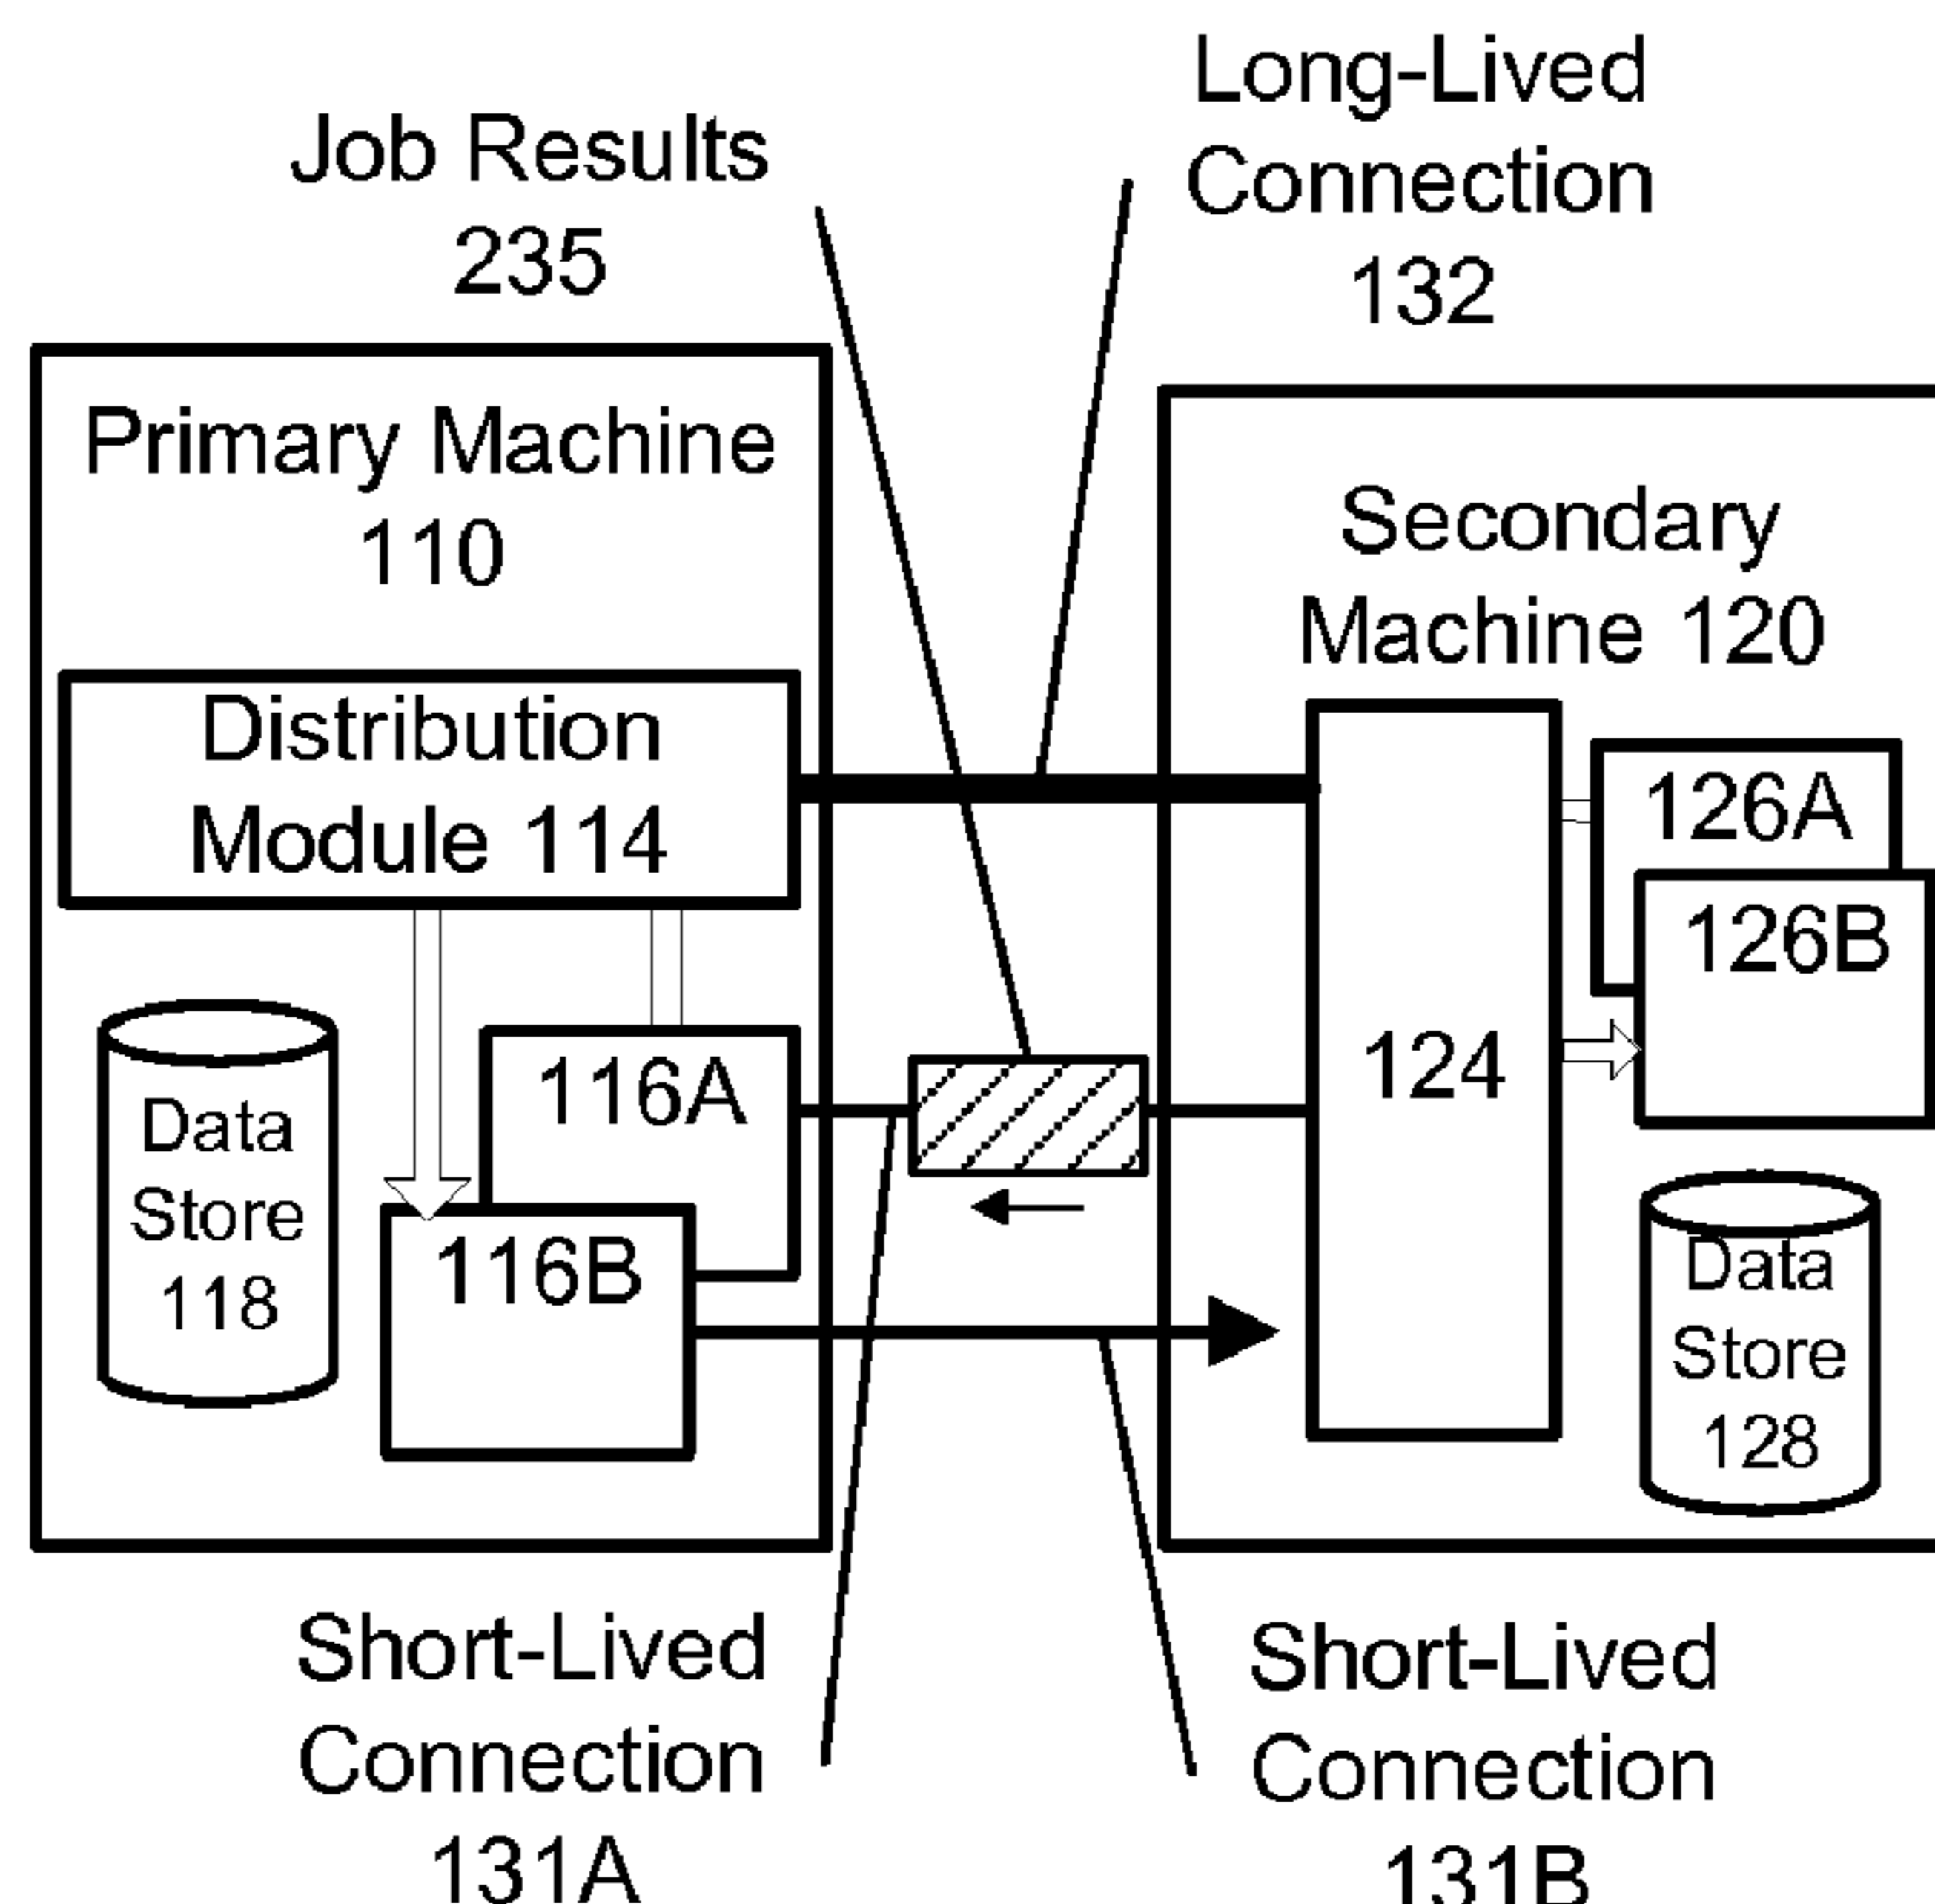 Job Results
235
Long-Lived
Connection
132
Primary Machine
110
Distribution
Module 114
Data
Store
118
116A
116B
Secondary
Machine 120
124
126A
126B
Data
Store
128
Short-Lived
Connection
131A
Short-Lived
Connection
131B